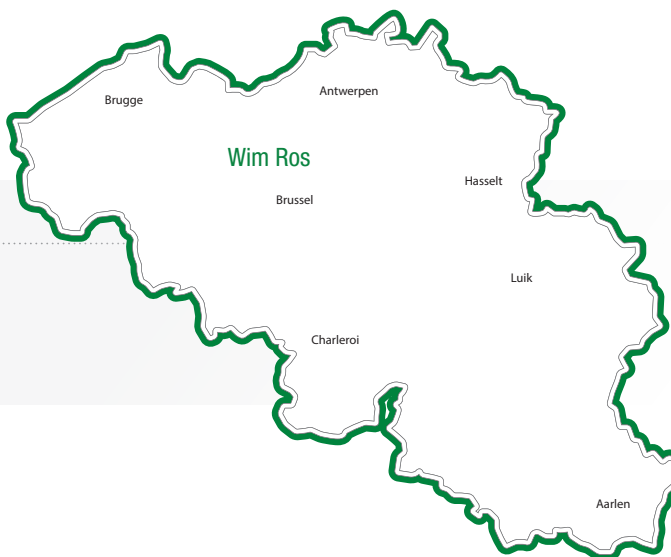 Antwerpen
Brugge
Wim Ros
Hasselt
Brussel
Luik
Charleroi
Aarlen